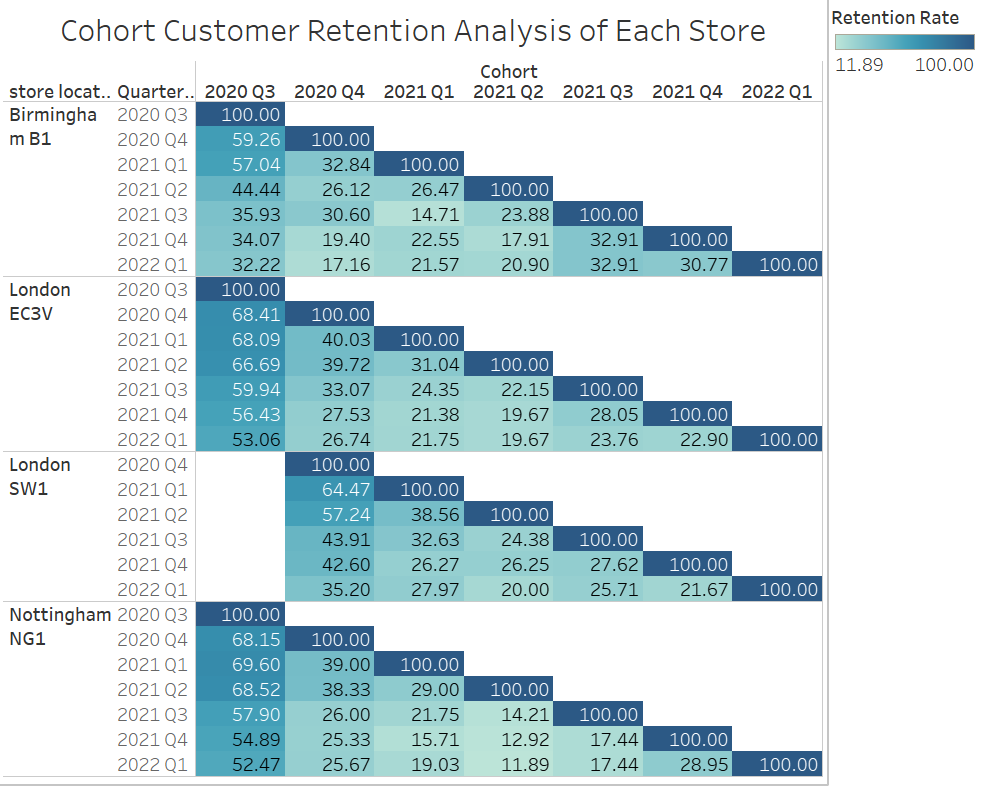 Cohort Customer Retention Analysis of Each Store
Retention Rate
11.89 100.00
Cohort
store locat.. Quarter.. 2020 Q3 2020 Q4 2021 Q1 2021 Q2 2021 Q3 2021 Q4 2022 Q1
Birmingha 2020 Q3 100.00
m B1 2020 Q4 59.26 100.00
2021 Q1 57.04 32.84 100.00
2021 Q2 44.44 26.12 26.47 100.00
2021 Q3 35.93 30.60 14.71 23.88 100.00
2021 Q4 34.07 19.40 22.55 17.91 32.91 100.00
2022 Q1 32.22 17.16 21.57 20.90 32.91 30.77 100.00
London 2020 Q3 100.00
EC3V 2020 Q4 68.41 100.00
2021 Q1 68.09 40.03 100.00
2021 Q2 66.69 39.72 31.04 100.00
2021 Q3 59.94 33.07 24.35 22.15 100.00
2021 Q4 56.43 27.53 21.38 19.67 28.05 100.00
2022 Q1 53.06 26.74 21.75 19.67 23.76 22.90 100.00
London 2020 Q4 100.00
SW1 2021 Q1 64.47 100.00
2021 Q2 57.24 38.56 100.00
2021 Q3 43.91 32.63 24.38 100.00
2021 Q4 42.60 26.27 26.25 27.62 100.00
2022 Q1 35.20 27.97 20.00 25.71 21.67 100.00
Nottingham 2020 Q3 100.00
NG1 2020 Q4 68.15 100.00
2021 Q1 69.60 39.00 100.00
2021 Q2 68.52 38.33 29.00 100.00
2021 Q3 57.90 26.00 21.75 14.21 100.00
2021 Q4 54.89 25.33 15.71 12.92 17.44 100.00
2022 Q1 52.47 25.67 19.03 11.89 17.44 28.95 100.00